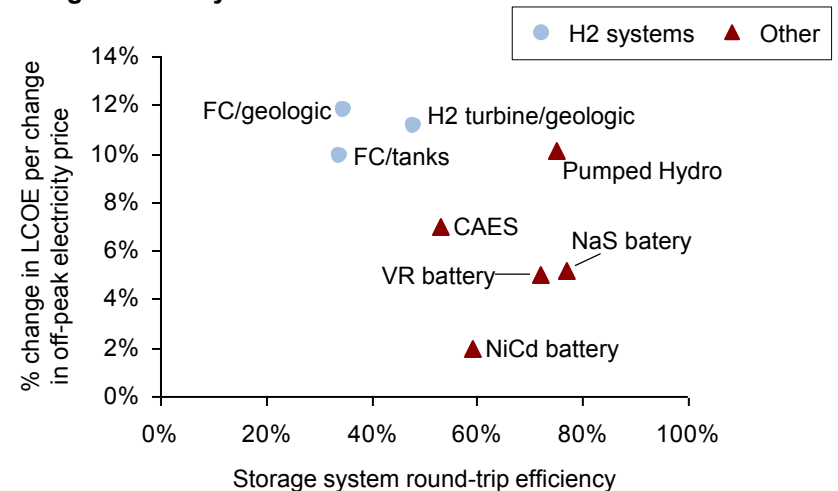 H2 systems Other
% change in LCOE per change
in off-peak electricity price
14%
12%
10%
8%
6%
4%
2%
0%
FC/geologic
H2 turbine/geologic
FC/tanks
Pumped Hydro
CAES
NaS batery
VR battery
NiCd battery
0% 20% 40% 60% 80% 100%
Storage system round-trip efficiency